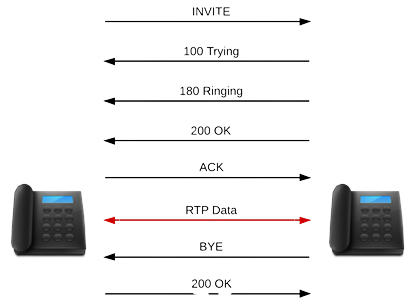 INVITE
100 Trying
180 Ringing
200 OK
ACK
RTP Data
BYE
200 OK